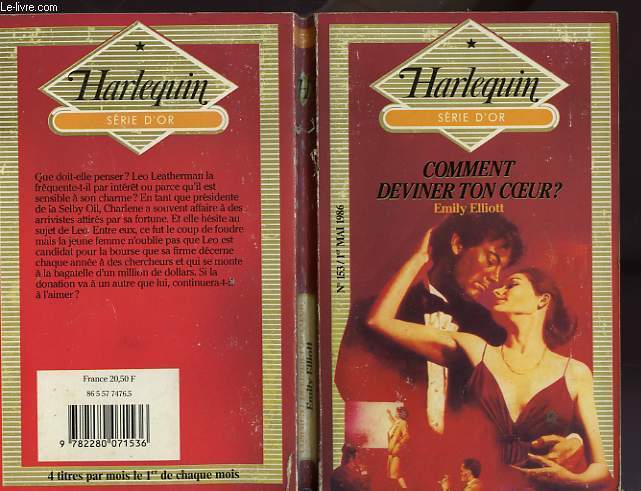 Le-livre.com
Harlequin
SÉRIE D'OR
Que doit-elle penser? Leo Leatherman la
fréquente-t-il par intérêt ou parce qu'il est
sensible à son charme? En tant que présidente
de la Selby Oil, Charlene a souvent affaire à des
arrivistes attirés par sa fortune. Et elle hésite au
sujet de Leo. Entre eux, ce fut le coup de foudre
mais la jeune femme n'oublie pas que Leo est
candidat pour la bourse que sa firme décerne
chaque année à des chercheurs et qui se monte
à la bagatelle d'un million de dollars. Si la
donation va à un autre que lui, continuera-t-il
à l'aimer?
France 20,50 F
86 5 57 7476.5
9 782280 071536
4 titres par mois le 1er de chaque mois
Emily Elliott
Harlequin
SÉRIE D'OR
COMMENT
DEVINER TON CŒUR?
Emily Elliott
N° 153 / 1er MAI 1986